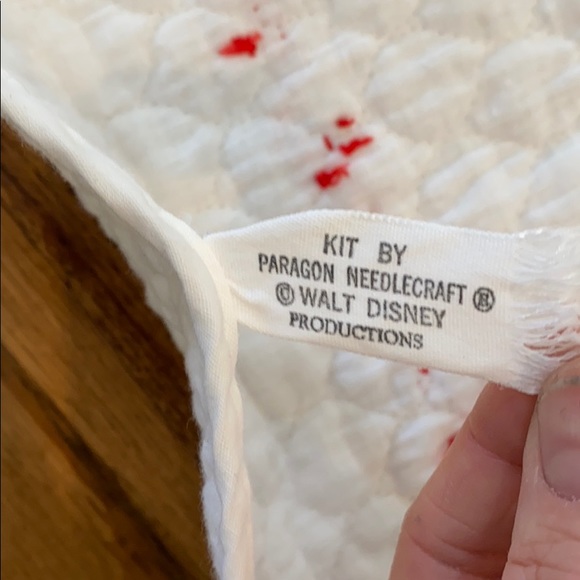 KIT BY
PARAGON NEEDLECRAFT ®
© WALT DISNEY
PRODUCTIONS